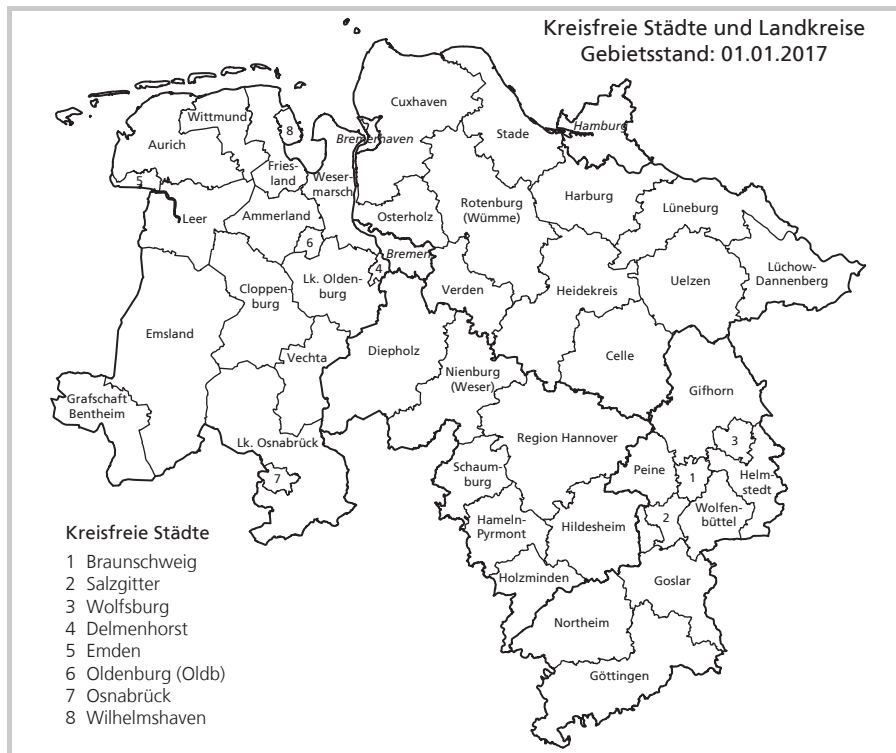 Kreisfreie Städte und Landkreise
Gebietsstand: 01.01.2017
Cuxhaven
Wittmund
8
Hamburg
Stade
Bremerhaven
Aurich
Fries-
land
Weser-
marsch
5
Harburg
Rotenburg
(Wümme)
Lüneburg
Leer
Ammerland
Osterholz
6
Bremen
4
Lüchow-
Dannenberg
Lk. Olden-
burg
Uelzen
Cloppen-
burg
Verden
Heidekreis
Emsland
Vechta
Diepholz
Celle
Nienburg
(Weser)
Gifhorn
Grafschaft
Bentheim
Region Hannover
Lk. Osnabrück
3
Schaum-
burg
Peine
1
Helm-
stedt
7
Wolfen-
büttel
2
Hameln-
Pyrmont
Hildesheim
Holzminden
Goslar
Northeim
Göttingen
Kreisfreie Städte
1 Braunschweig
2 Salzgitter
3 Wolfsburg
4 Delmenhorst
5 Emden
6 Oldenburg (Oldb)
7 Osnabrück
8 Wilhelmshaven